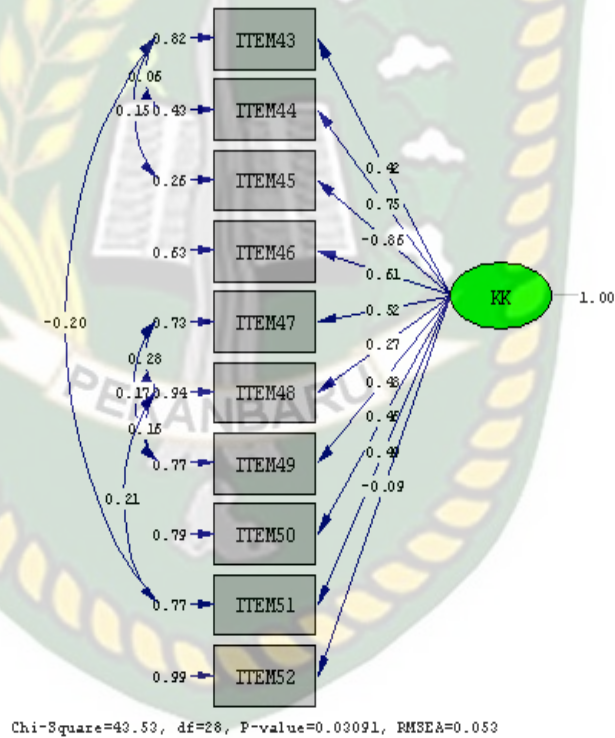 0.82 ITEM43
0.06
0.15 0.43 ITEM44
0.42
0.26 ITEM45
0.75
-0.86
0.63 ITEM46
0.61
KK 1.00
0.52
-0.20 0.73 ITEM47
0.27
0.28
0.48
0.17 0.94 ITEM48
PEKANBARU
0.46
0.16
0.49
0.77 ITEM49
-0.09
0.21
0.79 ITEM50
0.77 ITEM51
0.99 ITEM52
Chi-Square=43.53, df=28, P-value=0.03091, RMSEA=0.053